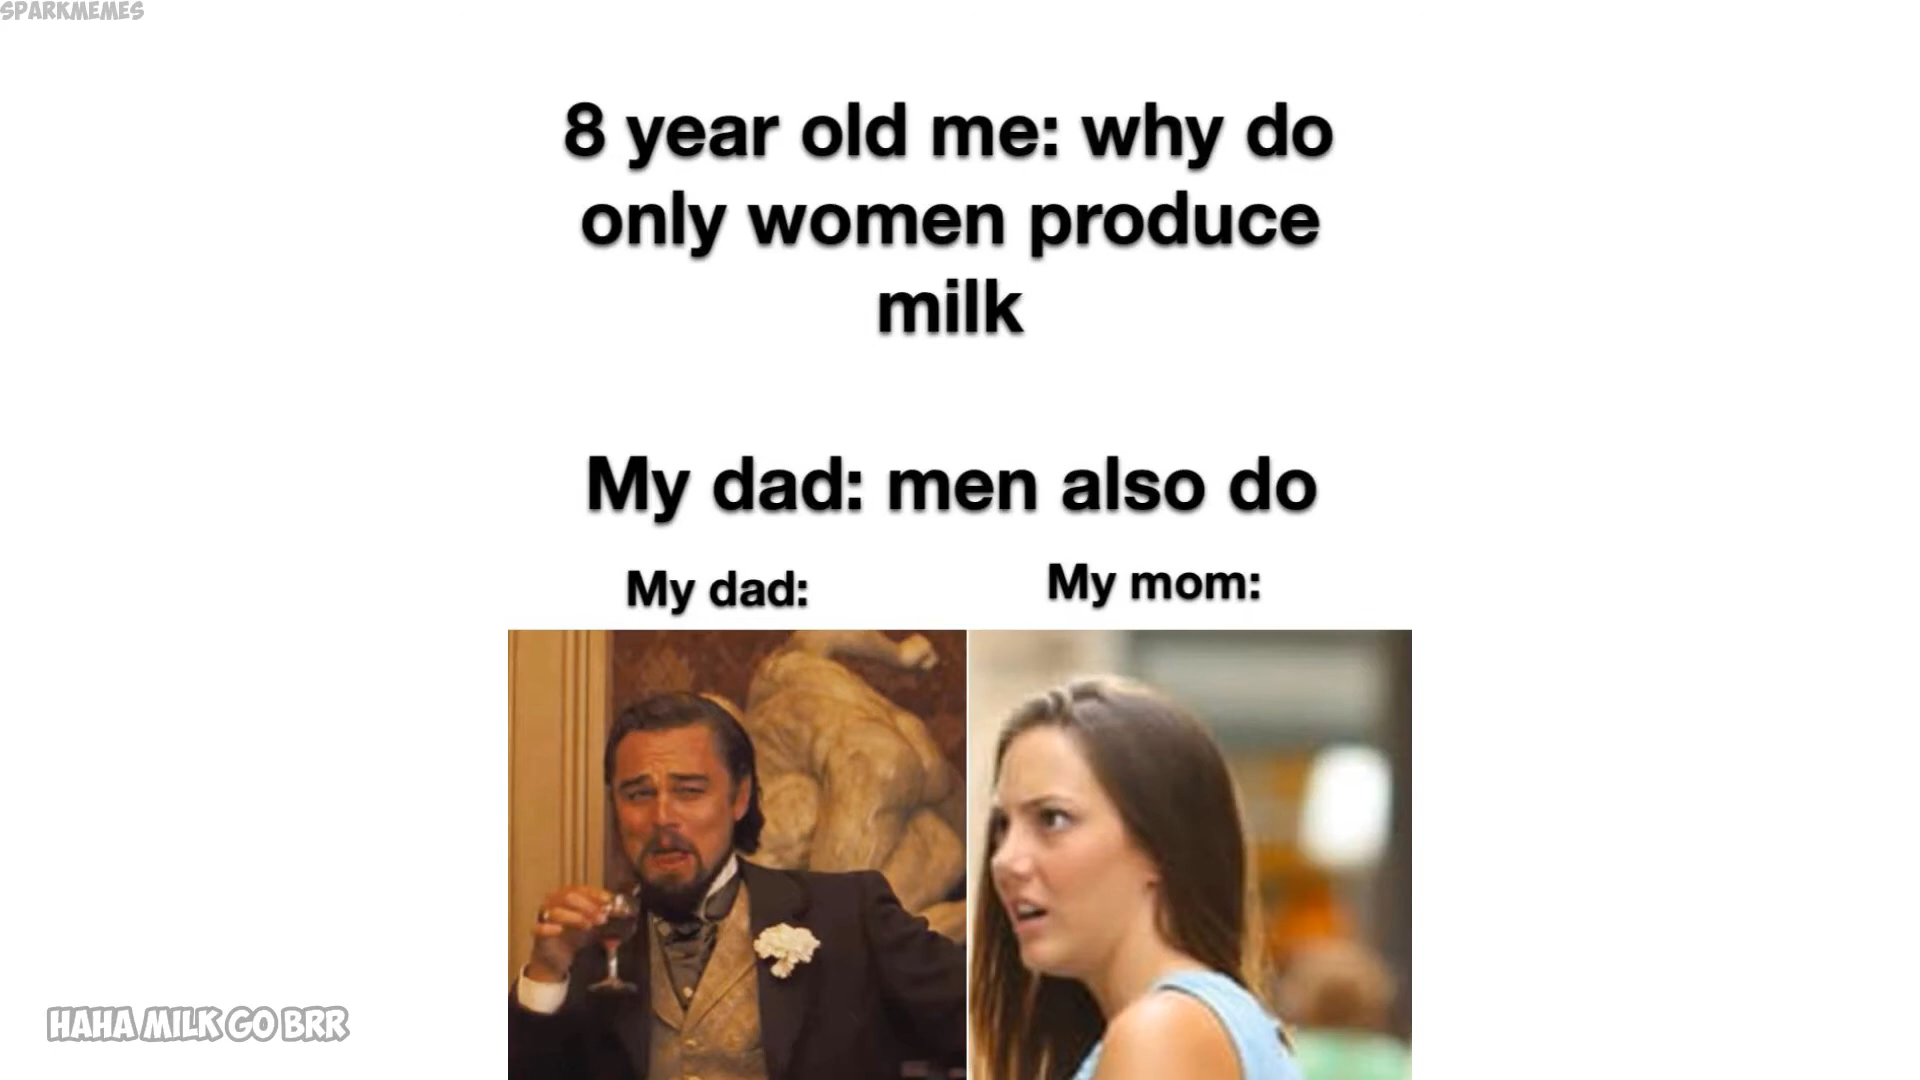 SPARKMEMES
8 year old me: why do
only women produce
milk
My dad: men also do
My dad:
My mom:
HAHA MILK GO BRR